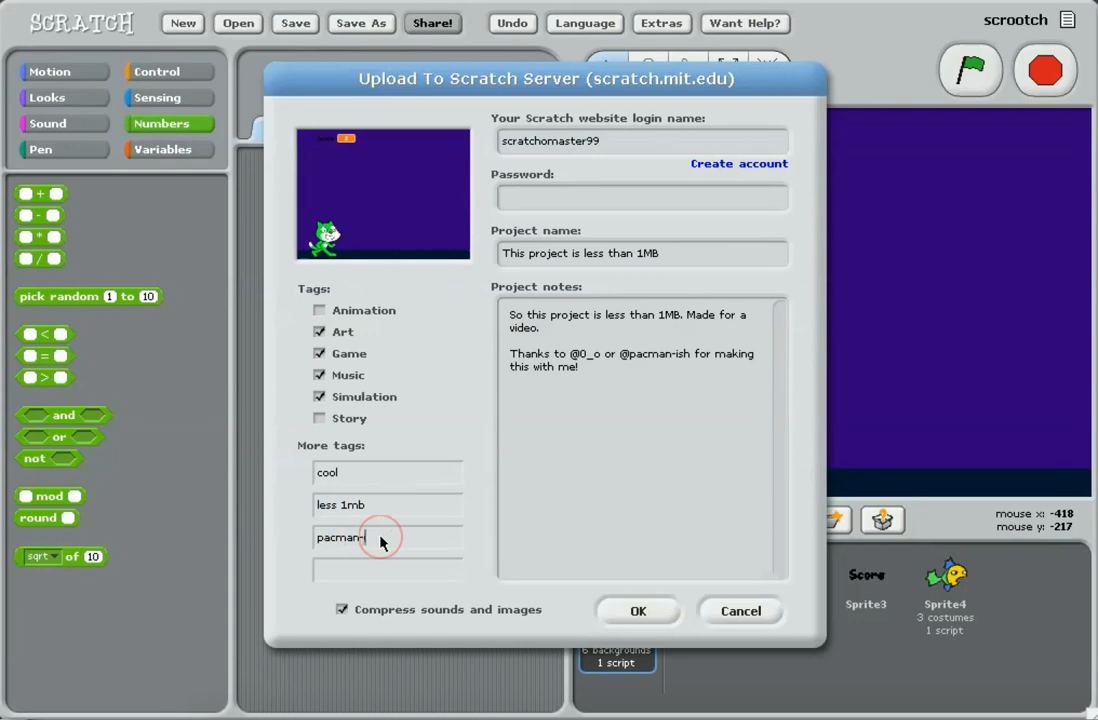 SCRATCH
New Open Save Save As Share! Undo Language Extras Want Help? scrootch
Motion Control
Looks Sensing
Sound Numbers
Pen Variables
+
-
*
/
pick random 1 to 10
<
=
>
and
or
not
mod
round
sqrt of 10
Upload To Scratch Server (scratch.mit.edu)
Your Scratch website login name:
scratchomaster99
Create account
Password:
Project name:
This project is less than 1MB
Project notes:
So this project is less than 1MB. Made for a
video.
Thanks to @0_o or @pacman-ish for making
this with me!
Tags:
Animation
Art
Game
Music
Simulation
Story
More tags:
cool
less 1mb
pacman-i
Compress sounds and images
OK Cancel
mouse x: -418
mouse y: -217
Score
Sprite3
Sprite4
3 costumes
1 script
6 backgrounds
1 script